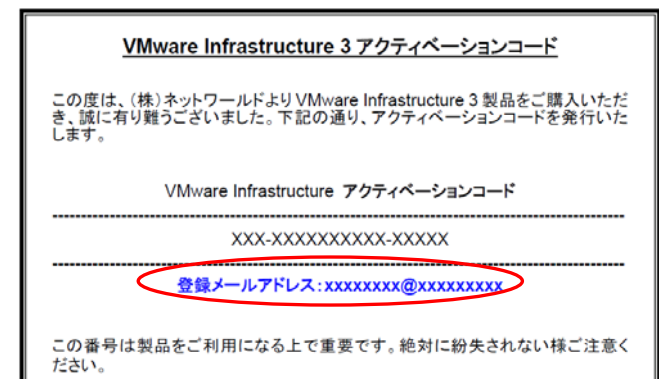 VMware Infrastructure 3 アクティベーションコード
この度は、（株）ネットワールドより VMware Infrastructure 3 製品をご購入いただ
き、誠に有り難うございました。下記の通り、アクティベーションコードを発行いた
します。
VMware Infrastructure アクティベーションコード
XXX-XXXXXXXXXX-XXXXX
登録メールアドレス：xxxxxxxx@xxxxxxxxx
この番号は製品をご利用になる上で重要です。絶対に紛失されない様ご注意く
ださい。